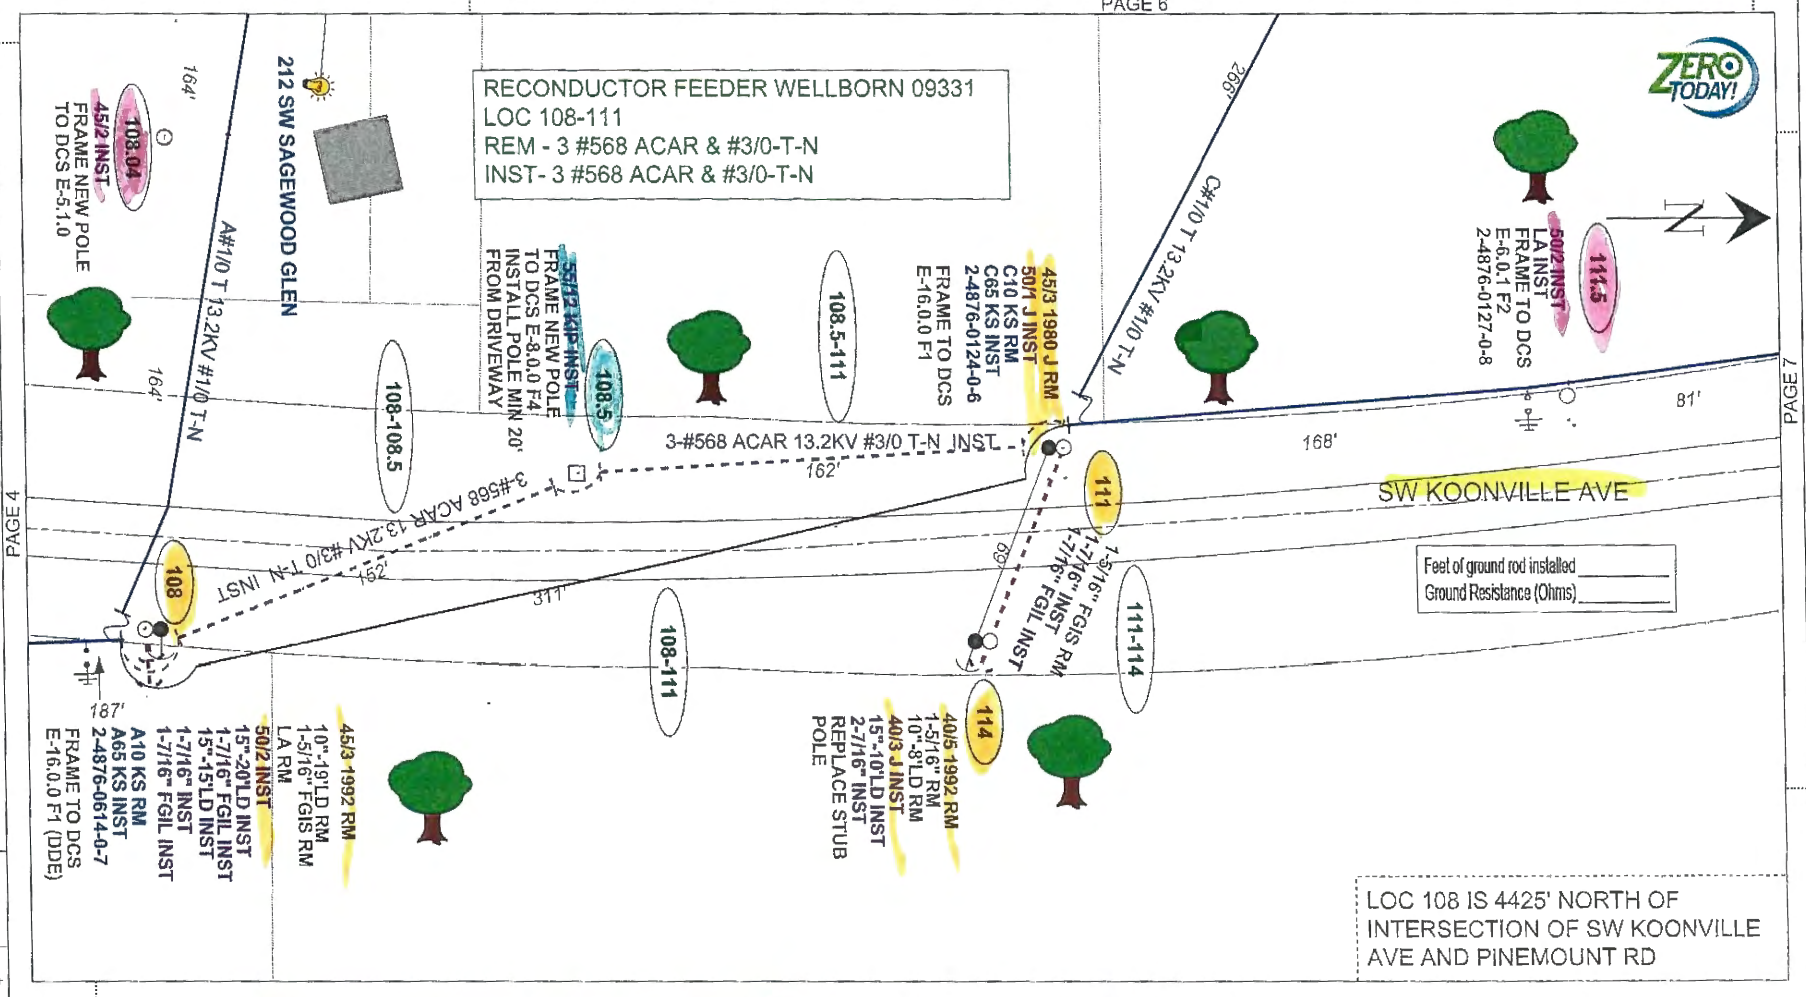 PAGE 6
ZERO
TODAY!
RECONDUCTOR FEEDER WELLBORN 09331
LOC 108-111
REM - 3 #568 ACAR & #3/0-T-N
INST- 3 #568 ACAR & #3/0-T-N
212 SW SAGEWOOD GLEN
164'
108.04
45/2 INST
FRAME NEW POLE
TO DCS E-5.1.0
A#1/0 T 13.2KV #1/0 T-N
164'
266'
C#1/0 T 13.2KV #1/0 T-N
N
111.5
50/2 INST
LA INST
FRAME TO DCS
E-6.0.1 F2
2-4876-0127-0-8
108.5
55/12 KIP INST
FRAME NEW POLE
TO DCS E-8.0.0 F4
INSTALL POLE MIN 20'
FROM DRIVEWAY
108.5-111
45/3 1980 J RM
50/1 J INST
C10 KS RM
C65 KS INST
2-4876-0124-0-6
FRAME TO DCS
E-16.0.0 F1
108-108.5
3-#568 ACAR 13.2KV #3/0 T-N INST
162'
168'
81'
PAGE 7
SW KOONVILLE AVE
111
PAGE 4
3-#568 ACAR 13.2KV #3/0 T-N INST
152'
311'
69'
1-5/16" FGIS RM
1-7/16" INST
1-7/16" FGIL INST
111-114
Feet of ground rod installed
Ground Resistance (Ohms)
108
108-111
187'
45/3 1992 RM
10"-19'LD RM
1-5/16" FGIS RM
LA RM
50/2 INST
15"-20'LD INST
1-7/16" FGIL INST
15"-15'LD INST
1-7/16" INST
1-7/16" FGIL INST
A10 KS RM
A65 KS INST
2-4876-0614-0-7
FRAME TO DCS
E-16.0.0 F1 (DDE)
114
40/5 1992 RM
1-5/16" RM
10"-8'LD RM
40/3 J INST
15"-10'LD INST
2-7/16" INST
REPLACE STUB
POLE
LOC 108 IS 4425' NORTH OF
INTERSECTION OF SW KOONVILLE
AVE AND PINEMOUNT RD